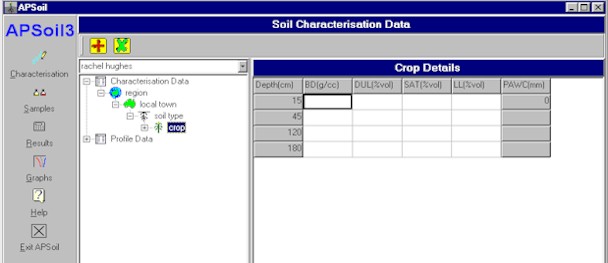 APSoil
APSoil3
Soil Characterisation Data
Characterisation
Samples
Results
Graphs
Help
Exit APSoil
rachel hughes
Characterisation Data
region
local town
soil type
crop
Profile Data
Crop Details
Depth(cm) BD(g/cc) DUL(%vol) SAT(%vol) LL(%vol) PAWC(mm)
15 0
45
120
180